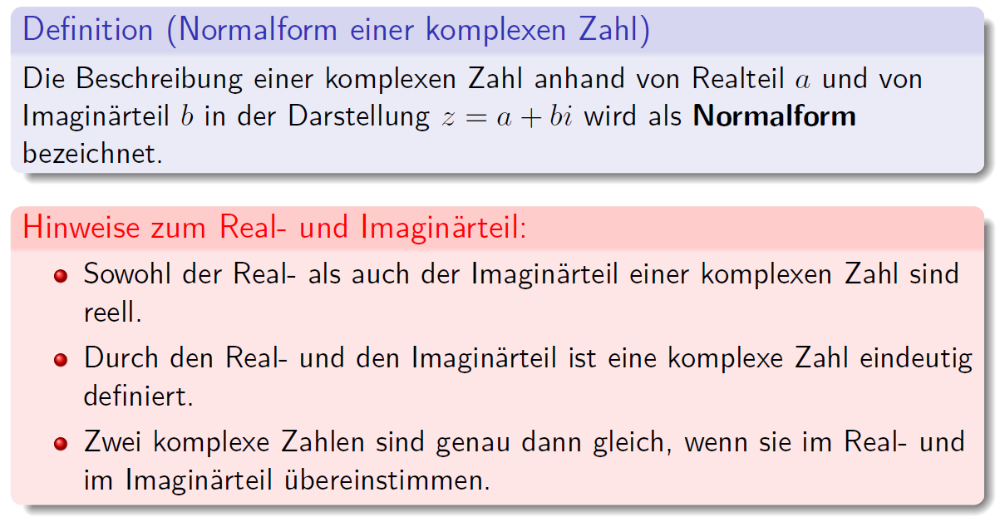 Definition (Normalform einer komplexen Zahl)
Die Beschreibung einer komplexen Zahl anhand von Realteil a und von
Imaginärteil b in der Darstellung z = a + bi wird als Normalform
bezeichnet.
Hinweise zum Real- und Imaginärteil:
Sowohl der Real- als auch der Imaginärteil einer komplexen Zahl sind
reell.
Durch den Real- und den Imaginärteil ist eine komplexe Zahl eindeutig
definiert.
Zwei komplexe Zahlen sind genau dann gleich, wenn sie im Real- und
im Imaginärteil übereinstimmen.